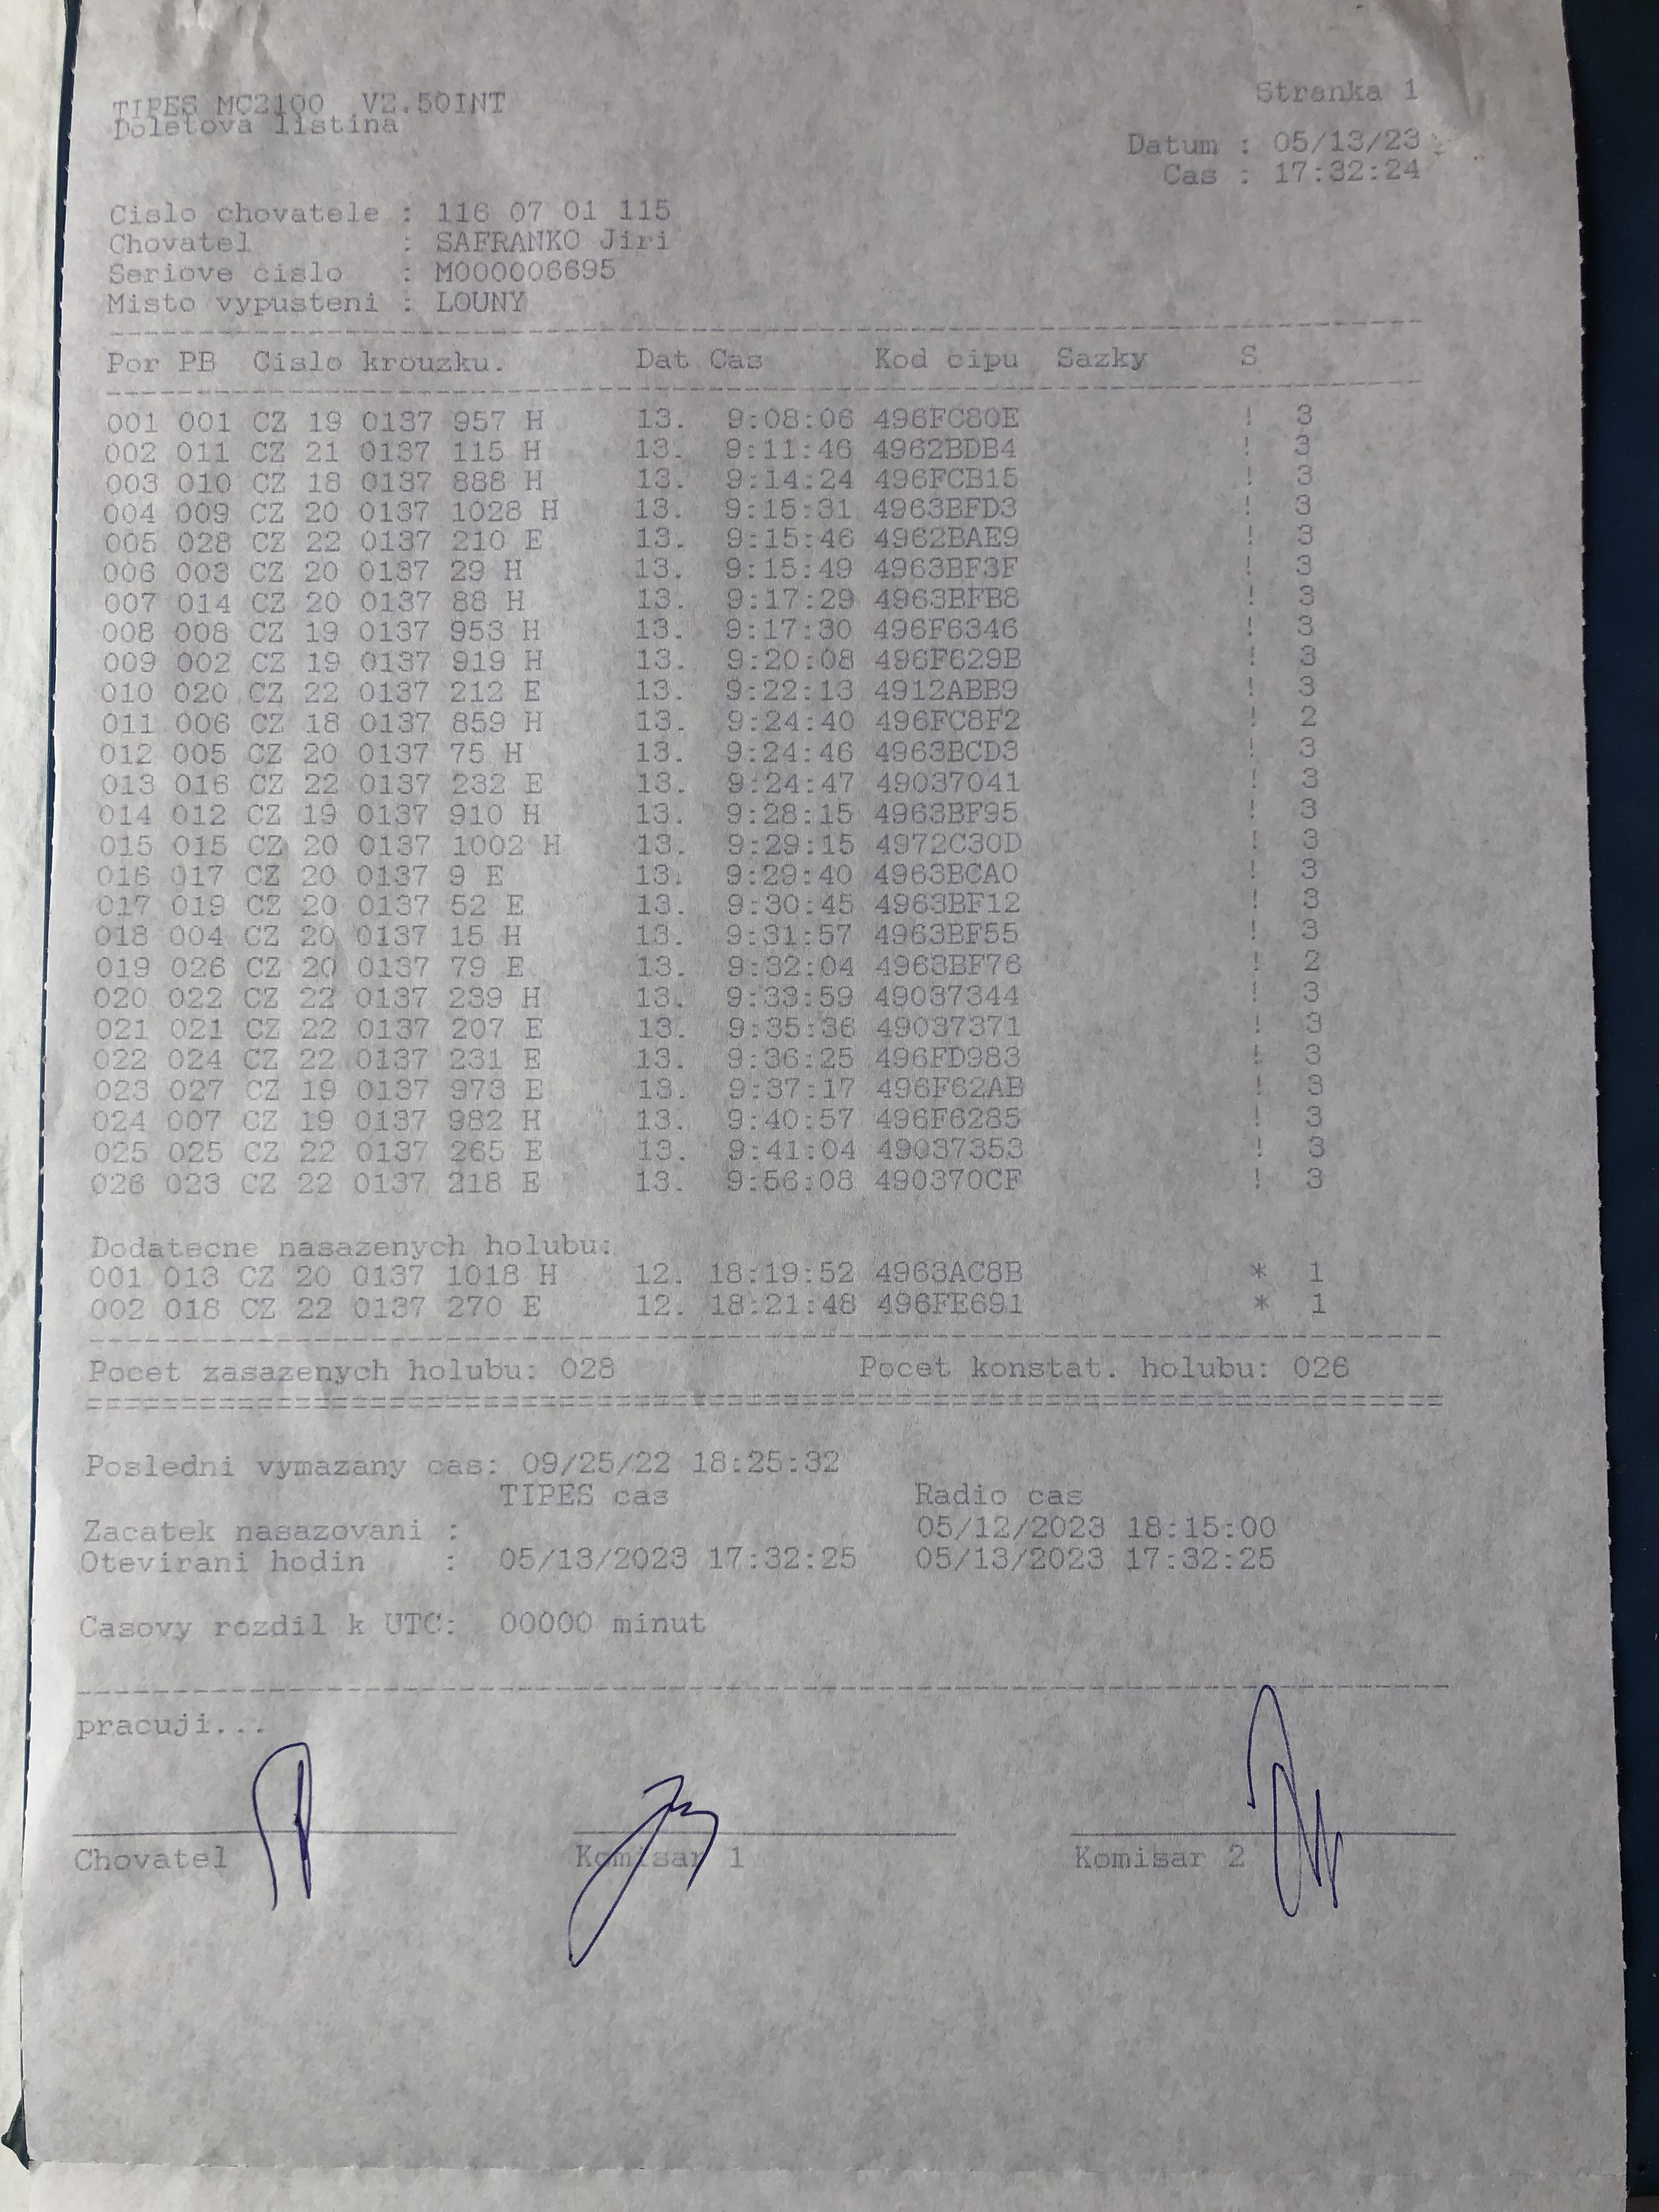 TIPES MC2100 V2.50INT
Stranka 1
Doletova listina
Datum : 05/13/23
Cas : 17:32:24
Cislo chovatele : 116 07 01 115
Chovatel : SAFRANKO Jiri
Seriove cislo : M000006695
Misto vypusteni : LOUNY
Por PB Cislo krouzku. Dat Cas Kod cipu Sazky S
001 001 CZ 19 0137 957 H 13. 9:08:06 496FC80E ! 3
002 011 CZ 21 0137 115 H 13. 9:11:46 4962BDB4 ! 3
003 010 CZ 18 0137 888 H 13. 9:14:24 496FCB15 ! 3
004 009 CZ 20 0137 1028 H 13. 9:15:31 4963BFD3 ! 3
005 028 CZ 22 0137 210 E 13. 9:15:46 4962BAE9 ! 3
006 003 CZ 20 0137 29 H 13. 9:15:49 4963BF3F ! 3
007 014 CZ 20 0137 88 H 13. 9:17:29 4963BFB8 ! 3
008 008 CZ 19 0137 953 H 13. 9:17:30 496F6346 ! 3
009 002 CZ 19 0137 919 H 13. 9:20:08 496F629B ! 3
010 020 CZ 22 0137 212 E 13. 9:22:13 4912ABB9 ! 3
011 006 CZ 18 0137 859 H 13. 9:24:40 496FC8F2 ! 2
012 005 CZ 20 0137 75 H 13. 9:24:46 4963BCD3 ! 3
013 016 CZ 22 0137 232 E 13. 9:24:47 49037041 ! 3
014 012 CZ 19 0137 910 H 13. 9:28:15 4963BF95 ! 3
015 015 CZ 20 0137 1002 H 13. 9:29:15 4972C30D ! 3
016 017 CZ 20 0137 9 E 13. 9:29:40 4963BCA0 ! 3
017 019 CZ 20 0137 52 E 13. 9:30:45 4963BF12 ! 3
018 004 CZ 20 0137 15 H 13. 9:31:57 4963BF55 ! 3
019 026 CZ 20 0137 79 E 13. 9:32:04 4963BF76 ! 2
020 022 CZ 22 0137 239 H 13. 9:33:59 49037344 ! 3
021 021 CZ 22 0137 207 E 13. 9:35:36 49037371 ! 3
022 024 CZ 22 0137 231 E 13. 9:36:25 496FD983 ! 3
023 027 CZ 19 0137 973 E 13. 9:37:17 496F62AB ! 3
024 007 CZ 19 0137 982 H 13. 9:40:57 496F6285 ! 3
025 025 CZ 22 0137 265 E 13. 9:41:04 49037353 ! 3
026 023 CZ 22 0137 218 E 13. 9:56:08 490370CF ! 3
Dodatecne nasazenych holubu:
001 013 CZ 20 0137 1018 H 12. 18:19:52 4963AC8B * 1
002 018 CZ 22 0137 270 E 12. 18:21:48 496FE691 * 1
Pocet zasazenych holubu: 028 Pocet konstat. holubu: 026
Posledni vymazany cas: 09/25/22 18:25:32
TIPES cas Radio cas
Zacatek nasazovani : 05/12/2023 18:15:00
Otevirani hodin : 05/13/2023 17:32:25 05/13/2023 17:32:25
Casovy rozdil k UTC: 00000 minut
pracuji...
Chovatel Komisar 1 Komisar 2